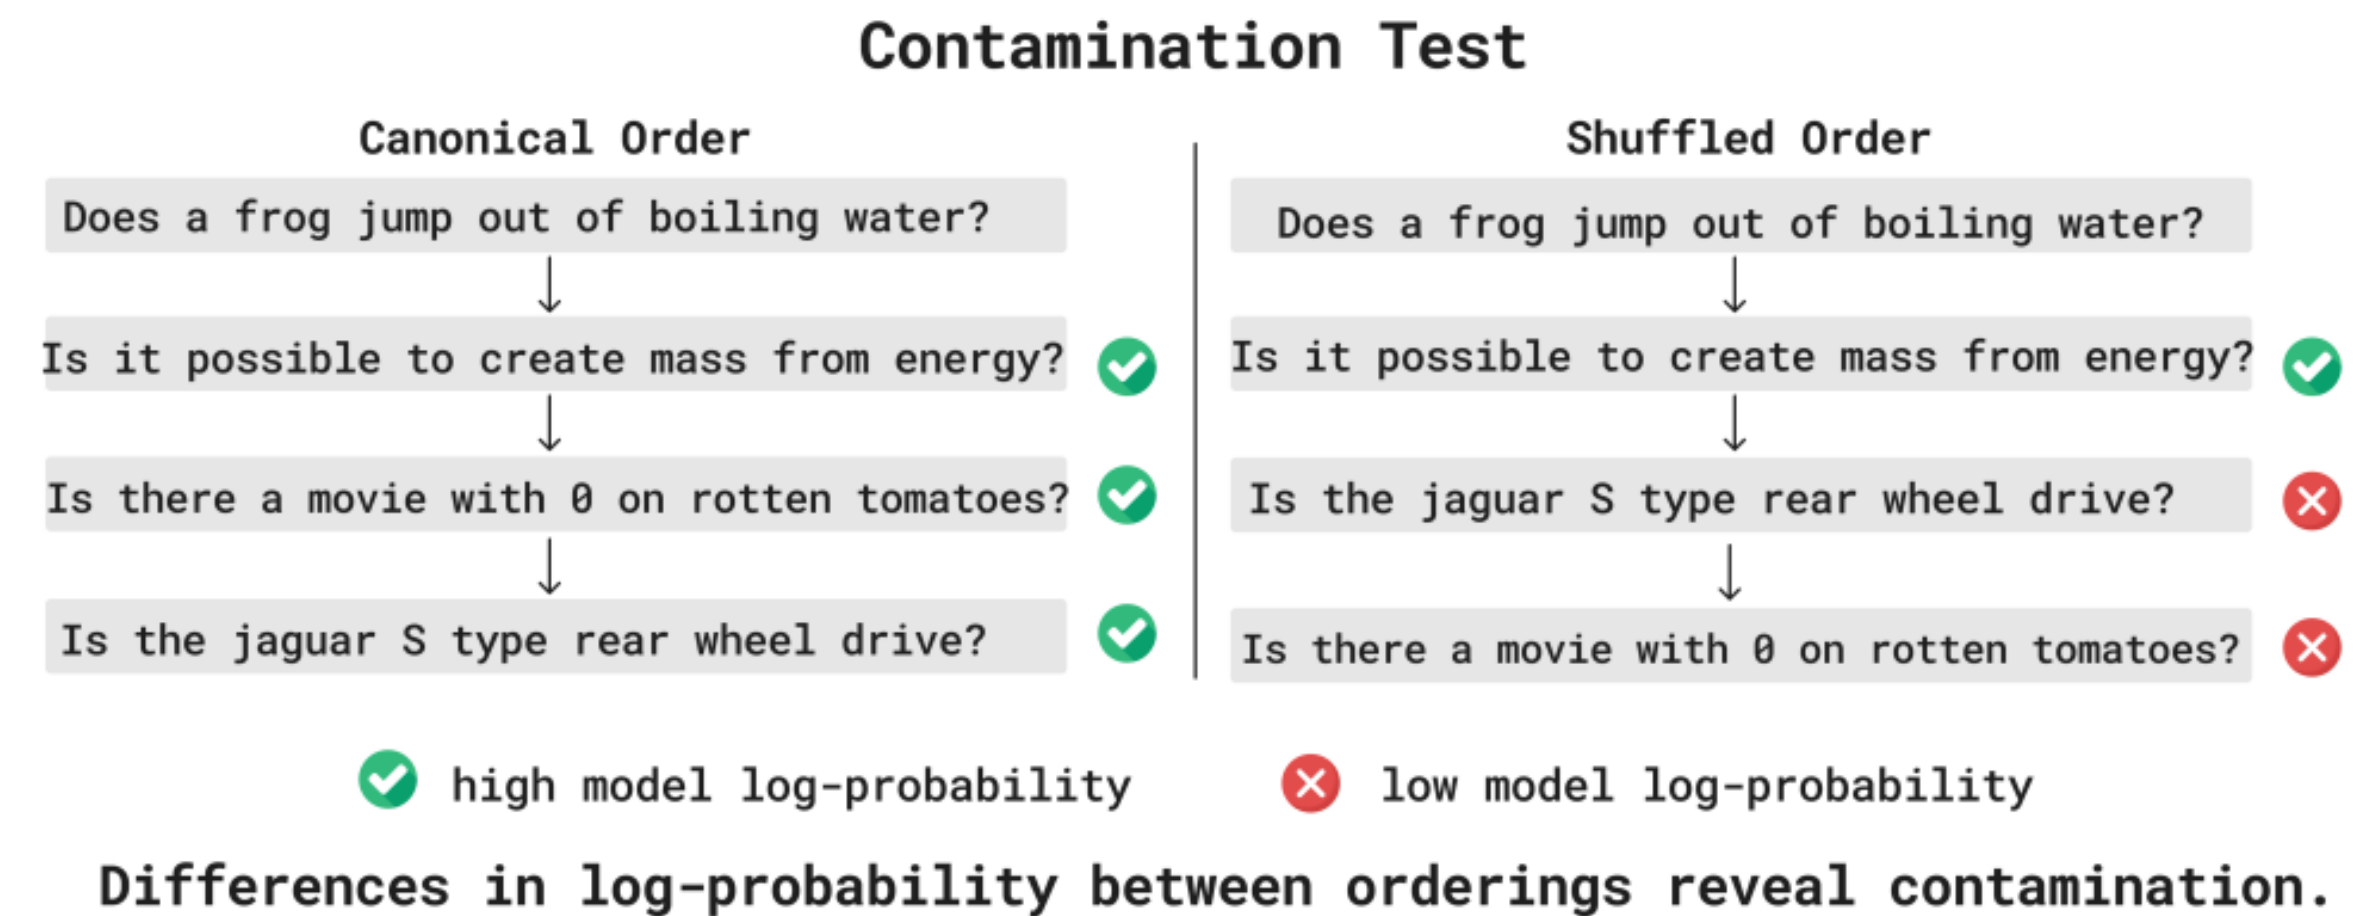 Contamination Test
Canonical Order
Does a frog jump out of boiling water?
Is it possible to create mass from energy?
Is there a movie with 0 on rotten tomatoes?
Is the jaguar S type rear wheel drive?
Shuffled Order
Does a frog jump out of boiling water?
Is it possible to create mass from energy?
Is the jaguar S type rear wheel drive?
Is there a movie with 0 on rotten tomatoes?
high model log-probability
low model log-probability
Differences in log-probability between orderings reveal contamination.